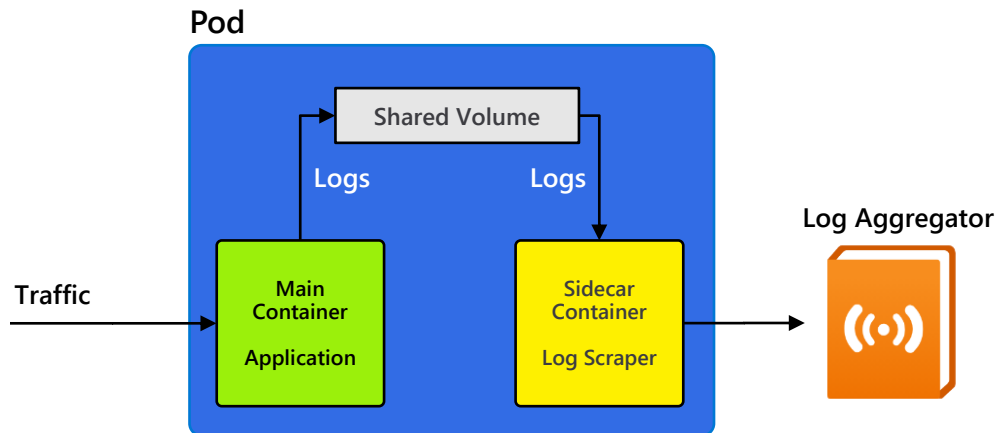 Pod
Shared Volume
Logs
Logs
Log Aggregator
Traffic
Main
Container
Application
Sidecar
Container
Log Scraper